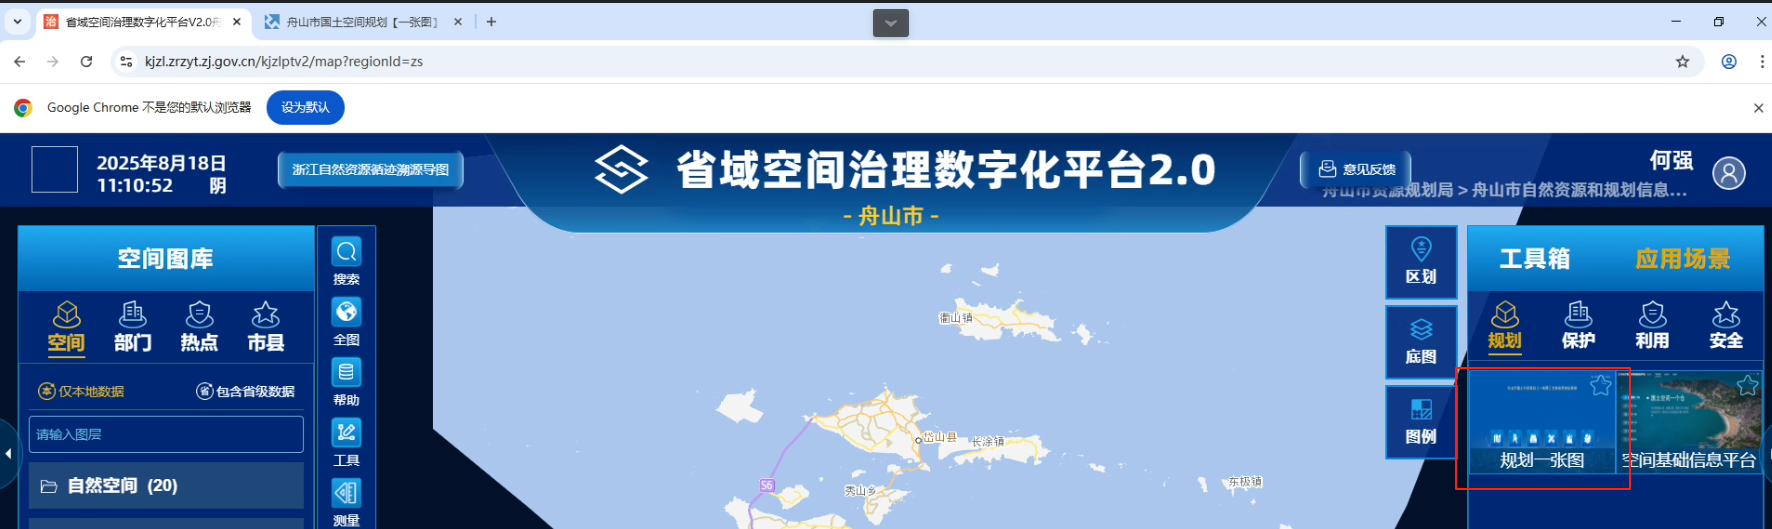 省域空间治理数字化平台V2.0舟
舟山市国土空间规划【一张图】
kjzl.zrzyt.zj.gov.cn/kjzlptv2/map?regionId=zs
Google Chrome 不是您的默认浏览器
设为默认
2025年8月18日
11:10:52 阴
浙江自然资源循迹溯源导图
省域空间治理数字化平台2.0
- 舟山市 -
意见反馈
何强
舟山市资源规划局 > 舟山市自然资源和规划信息...
空间图库
空间
部门
热点
市县
本
仅本地数据
省
包含省级数据
请输入图层
自然空间 (20)
搜索
全图
帮助
工具
测量
衢山镇
岱山县
长涂镇
S6
秀山乡
东极镇
区划
底图
图例
工具箱
应用场景
规划
保护
利用
安全
规划一张图
空间基础信息平台